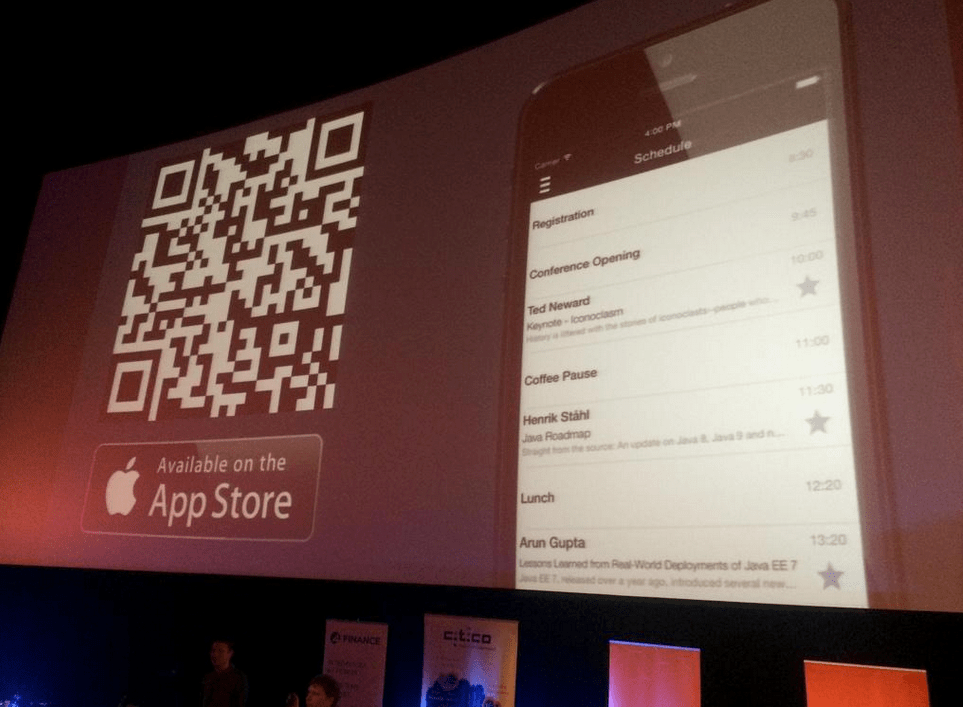 Available on the
App Store
Carrier
4:00 PM
Schedule
8:30
Registration
9:45
Conference Opening
10:00
Ted Neward
Keynote - Iconoclasm
History is littered with the stories of iconoclasts--people who...
11:00
Coffee Pause
11:30
Henrik Ståhl
Java Roadmap
Straight from the source: An update on Java 8, Java 9 and n...
12:20
Lunch
13:20
Arun Gupta
Lessons Learned from Real-World Deployments of Java EE 7
Java EE 7, released over a year ago, introduced several new...
FINANCE
citico